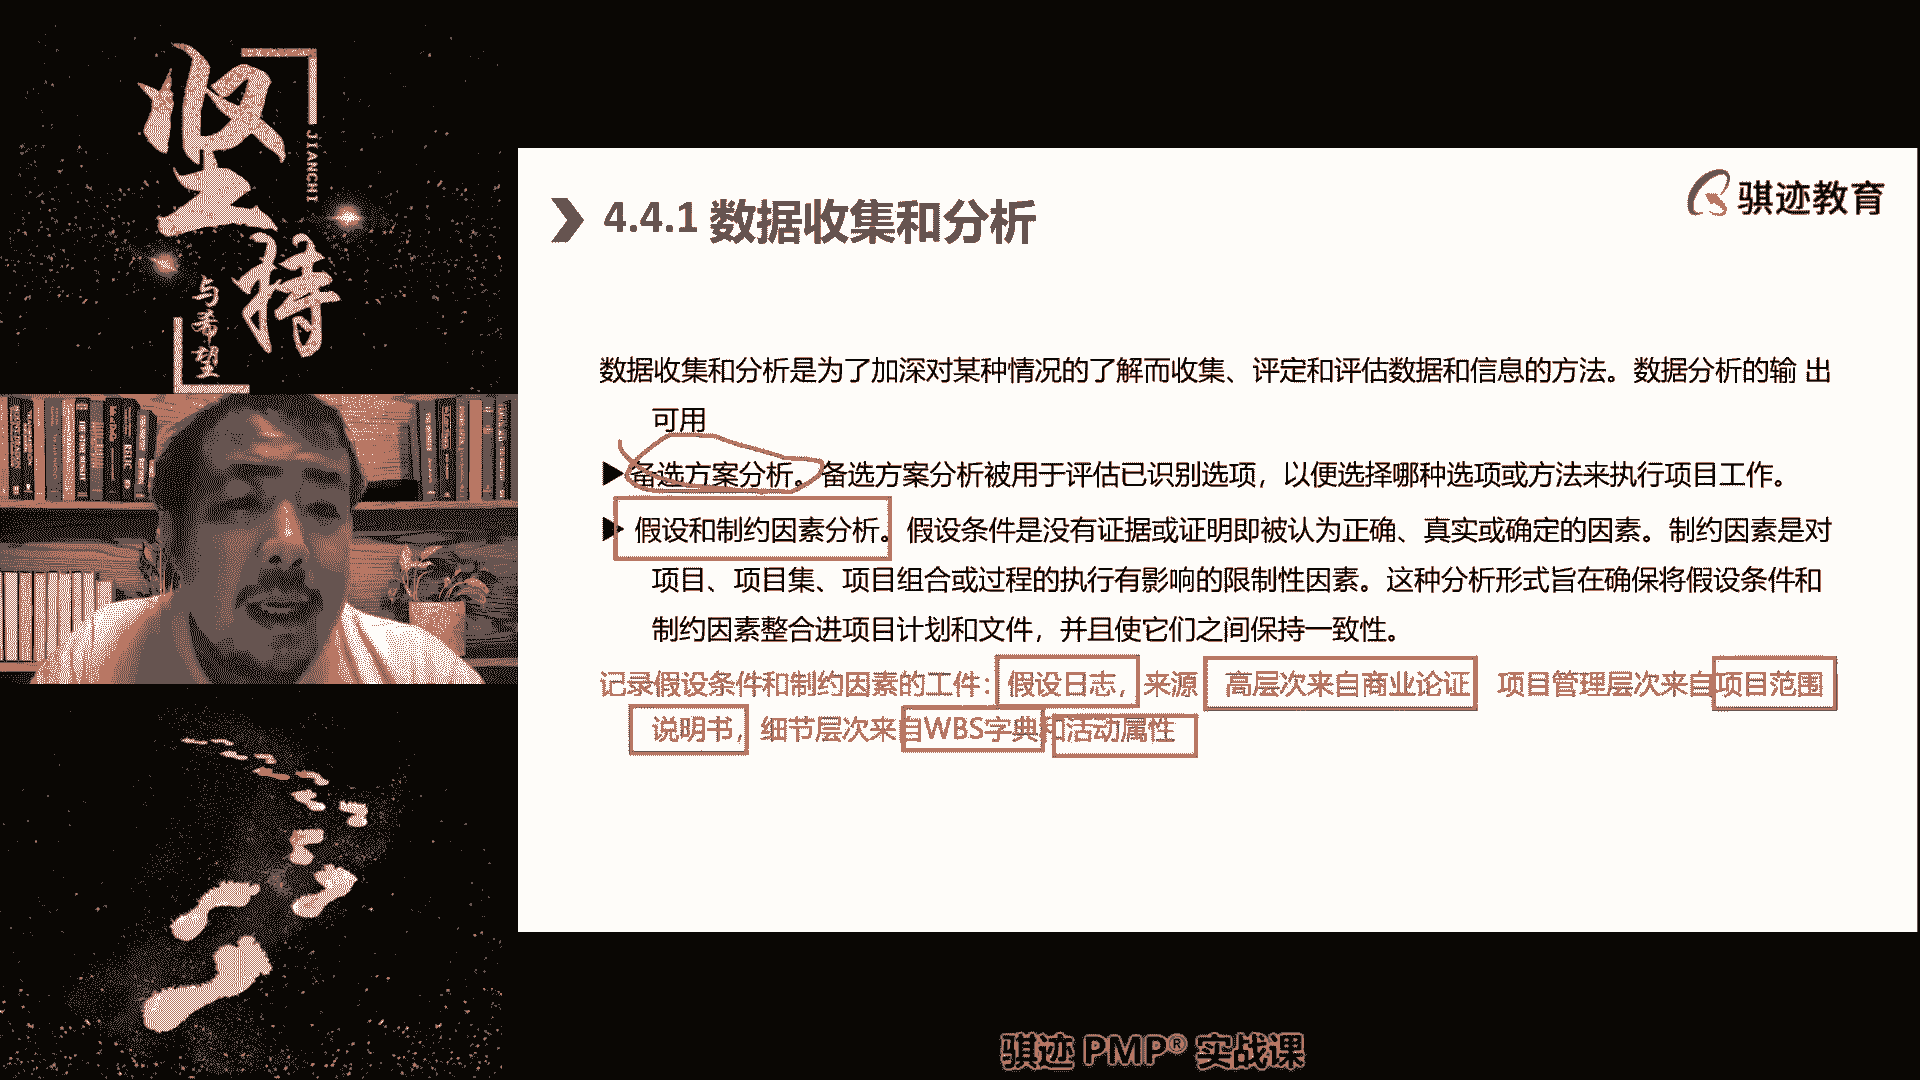 坚持
JIANCHI
与希望
骐迹教育
4.4.1 数据收集和分析
数据收集和分析是为了加深对某种情况的了解而收集、评定和评估数据和信息的方法。数据分析的输 出
可用
▶备选方案分析。备选方案分析被用于评估已识别选项，以便选择哪种选项或方法来执行项目工作。
▶ 假设和制约因素分析。假设条件是没有证据或证明即被认为正确、真实或确定的因素。制约因素是对
项目、项目集、项目组合或过程的执行有影响的限制性因素。这种分析形式旨在确保将假设条件和
制约因素整合进项目计划和文件，并且使它们之间保持一致性。
记录假设条件和制约因素的工件：假设日志，来源 高层次来自商业论证 项目管理层次来自项目范围
说明书，细节层次来自WBS字典和活动属性
骐迹 PMP® 实战课